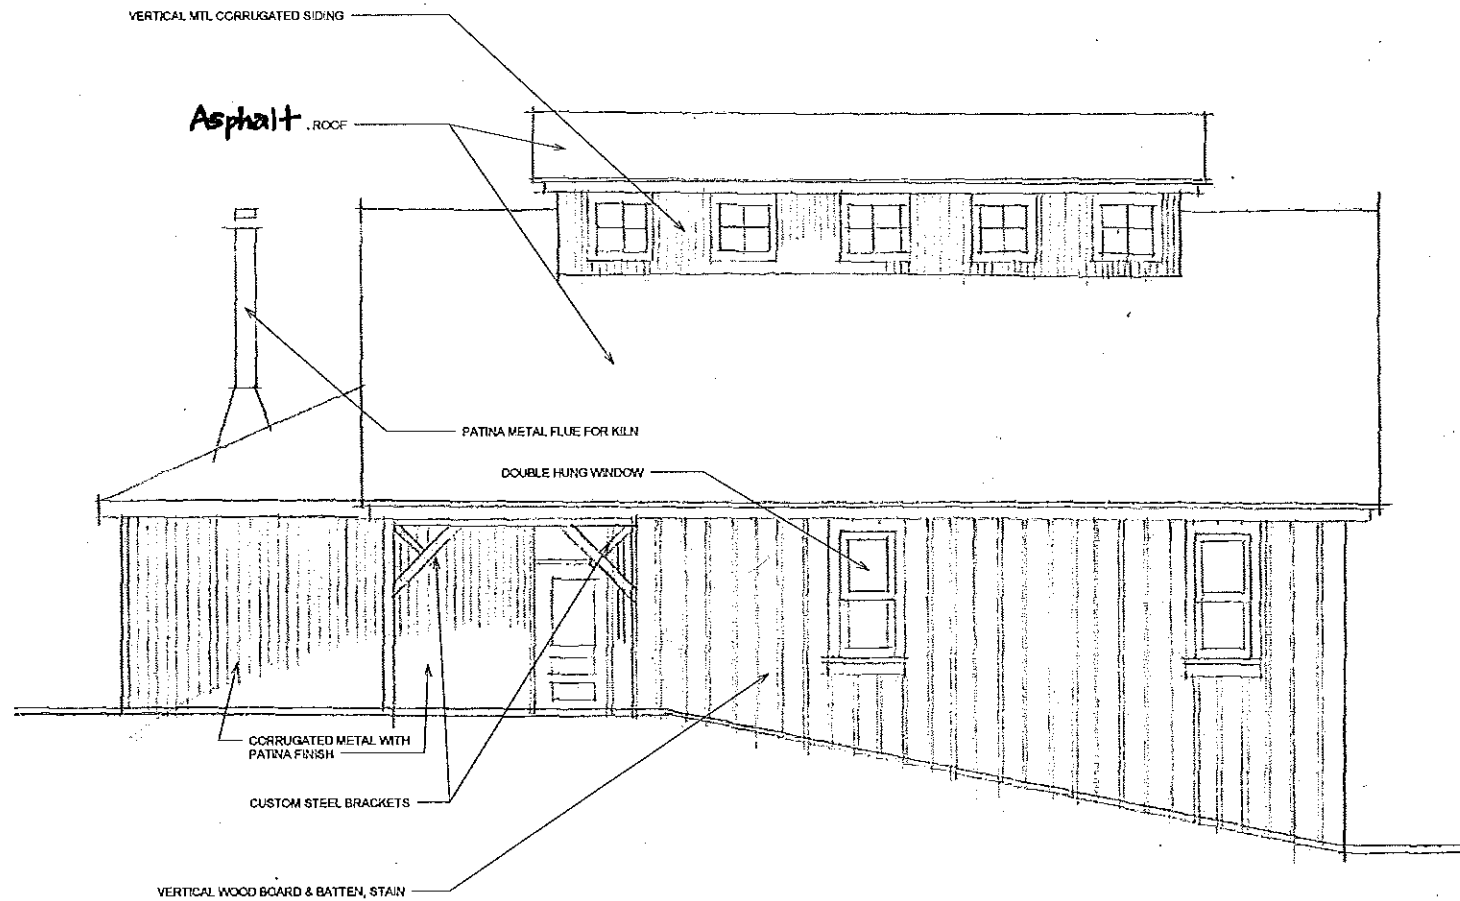 VERTICAL MTL CORRUGATED SIDING
Asphalt ROOF
PATINA METAL FLUE FOR KILN
DOUBLE HUNG WINDOW
CORRUGATED METAL WITH
PATINA FINISH
CUSTOM STEEL BRACKETS
VERTICAL WOOD BOARD & BATTEN, STAIN